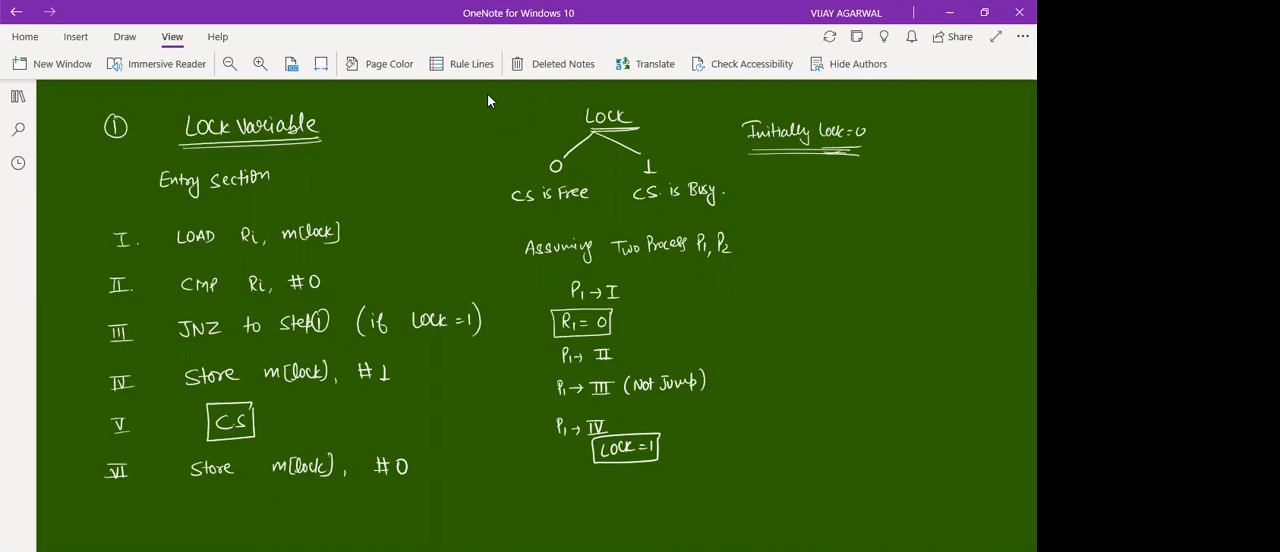 OneNote for Windows 10
VIJAY AGARWAL
Home Insert Draw View Help
Share
New Window Immersive Reader Page Color Rule Lines Deleted Notes Translate Check Accessibility Hide Authors
1 Lock Variable
Entry Section
I. LOAD Ri, m[lock]
II. CMP Ri, #0
III JNZ to Step 1 (if LOCK=1)
IV Store m[lock], #1
V CS
VI Store m[lock], #0
LOCK
0 1
CS is Free CS. is Busy.
Assuming Two Process P1, P2
P1 → I
R1 = 0
P1 → II
P1 → III (Not Jump)
P1 → IV
LOCK=1
Initially Lock=0